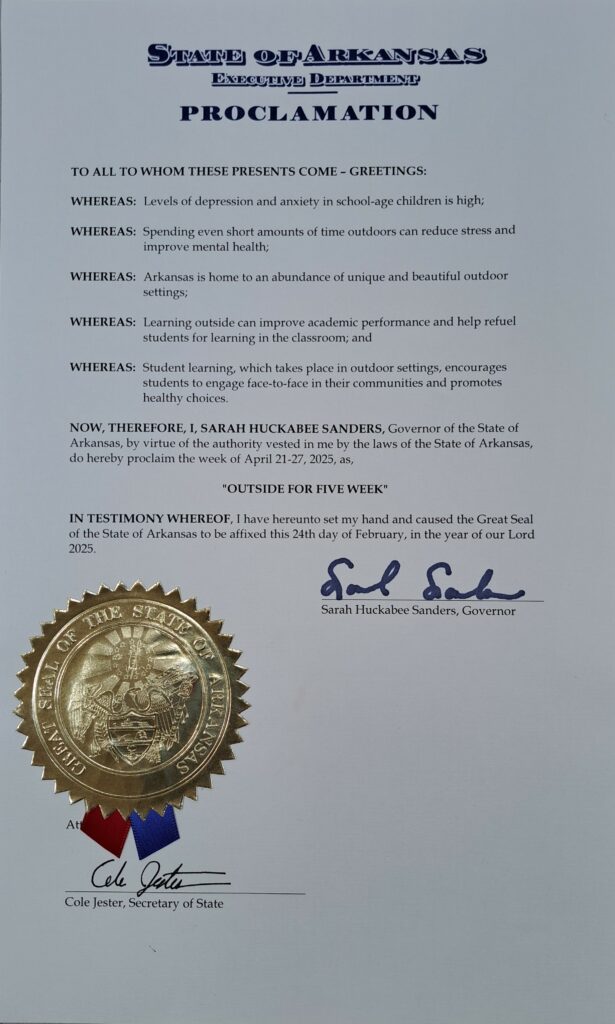 STATE OF ARKANSAS
EXECUTIVE DEPARTMENT
PROCLAMATION
TO ALL TO WHOM THESE PRESENTS COME – GREETINGS:
WHEREAS: Levels of depression and anxiety in school-age children is high;
WHEREAS: Spending even short amounts of time outdoors can reduce stress and
improve mental health;
WHEREAS: Arkansas is home to an abundance of unique and beautiful outdoor
settings;
WHEREAS: Learning outside can improve academic performance and help refuel
students for learning in the classroom; and
WHEREAS: Student learning, which takes place in outdoor settings, encourages
students to engage face-to-face in their communities and promotes
healthy choices.
NOW, THEREFORE, I, SARAH HUCKABEE SANDERS, Governor of the State of
Arkansas, by virtue of the authority vested in me by the laws of the State of Arkansas,
do hereby proclaim the week of April 21-27, 2025, as,
"OUTSIDE FOR FIVE WEEK"
IN TESTIMONY WHEREOF, I have hereunto set my hand and caused the Great Seal
of the State of Arkansas to be affixed this 24th day of February, in the year of our Lord
2025.
Sarah Huckabee Sanders, Governor
GREAT SEAL OF THE STATE OF ARKANSAS
Att
Cole Jester
Cole Jester, Secretary of State